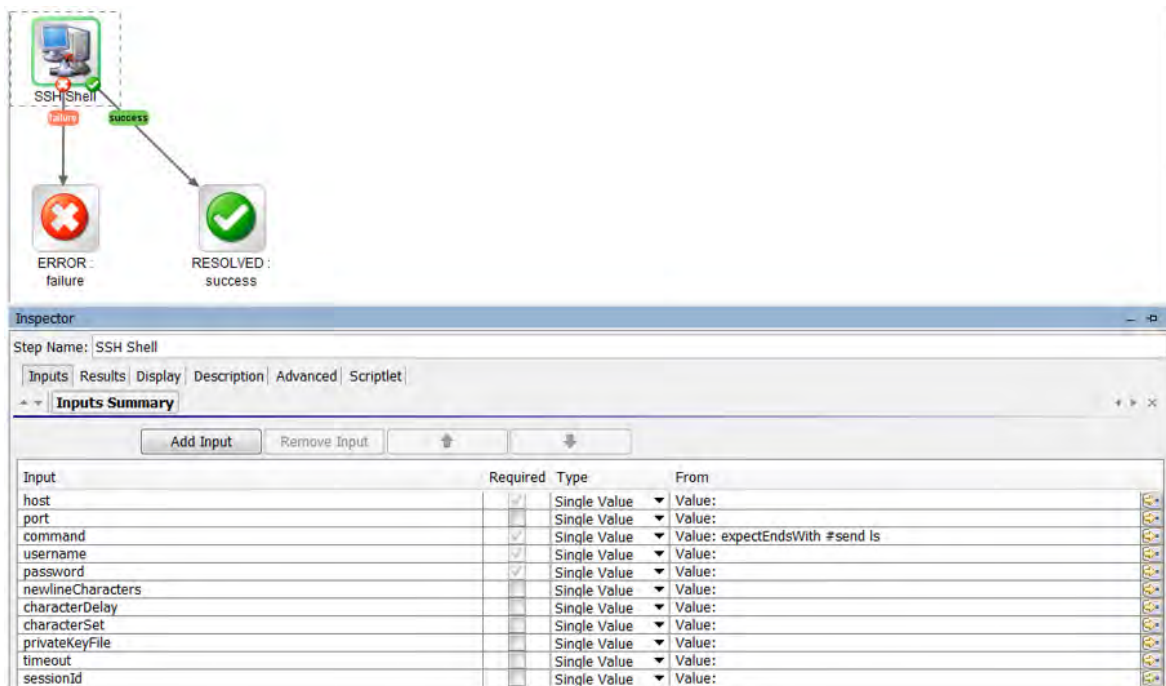 SSH Shell
failure
success
ERROR :
failure
RESOLVED :
success
Inspector
Step Name: SSH Shell
Inputs Results Display Description Advanced Scriptlet
Inputs Summary
Add Input Remove Input
Input Required Type From
host Single Value Value:
port Single Value Value:
command Single Value Value: expectEndsWith #send ls
username Single Value Value:
password Single Value Value:
newlineCharacters Single Value Value:
characterDelay Single Value Value:
characterSet Single Value Value:
privateKeyFile Single Value Value:
timeout Single Value Value:
sessionId Single Value Value: